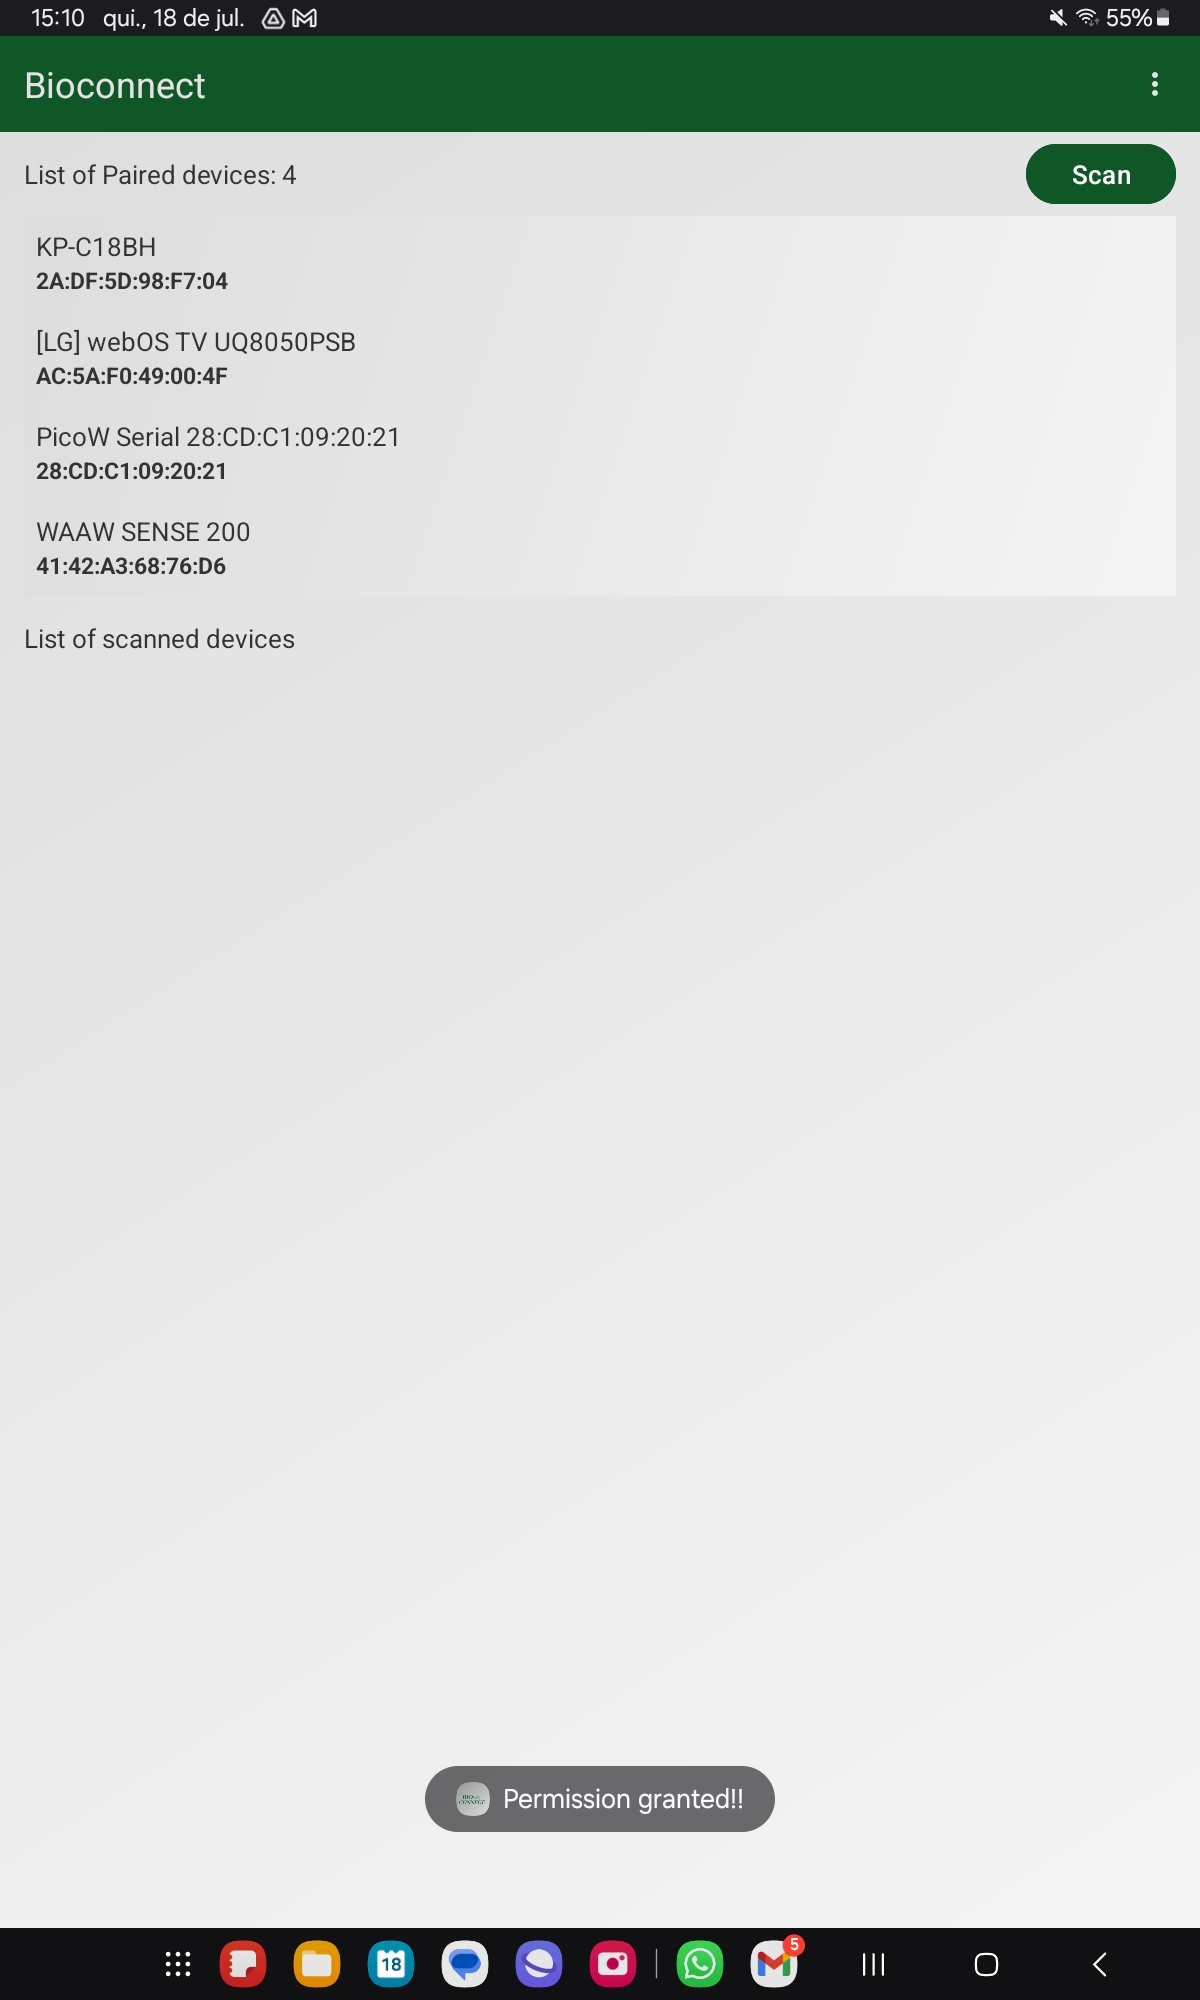 15:10 qui., 18 de jul. 55%
Bioconnect
List of Paired devices: 4
Scan
KP-C18BH
2A:DF:5D:98:F7:04
[LG] webOS TV UQ8050PSB
AC:5A:F0:49:00:4F
PicoW Serial 28:CD:C1:09:20:21
28:CD:C1:09:20:21
WAAW SENSE 200
41:42:A3:68:76:D6
List of scanned devices
Permission granted!!
18
5